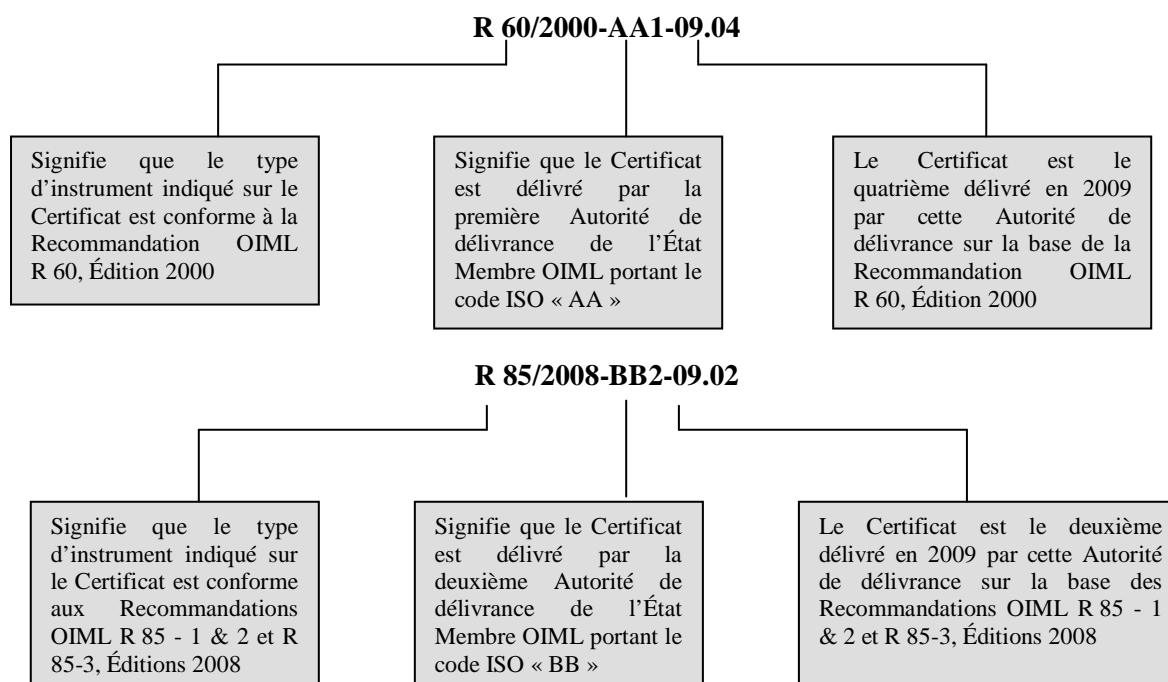 R 60/2000-AA1-09.04
Signifie que le type
d’instrument indiqué sur le
Certificat est conforme à la
Recommandation OIML
R 60, Édition 2000
Signifie que le Certificat
est délivré par la
première Autorité de
délivrance de l’État
Membre OIML portant le
code ISO « AA »
Le Certificat est le
quatrième délivré en 2009
par cette Autorité de
délivrance sur la base de la
Recommandation OIML
R 60, Édition 2000
R 85/2008-BB2-09.02
Signifie que le type
d’instrument indiqué sur
le Certificat est conforme
aux Recommandations
OIML R 85 - 1 & 2 et R
85-3, Éditions 2008
Signifie que le Certificat
est délivré par la
deuxième Autorité de
délivrance de l’État
Membre OIML portant le
code ISO « BB »
Le Certificat est le deuxième
délivré en 2009 par cette Autorité
de délivrance sur la base des
Recommandations OIML R 85 - 1
& 2 et R 85-3, Éditions 2008